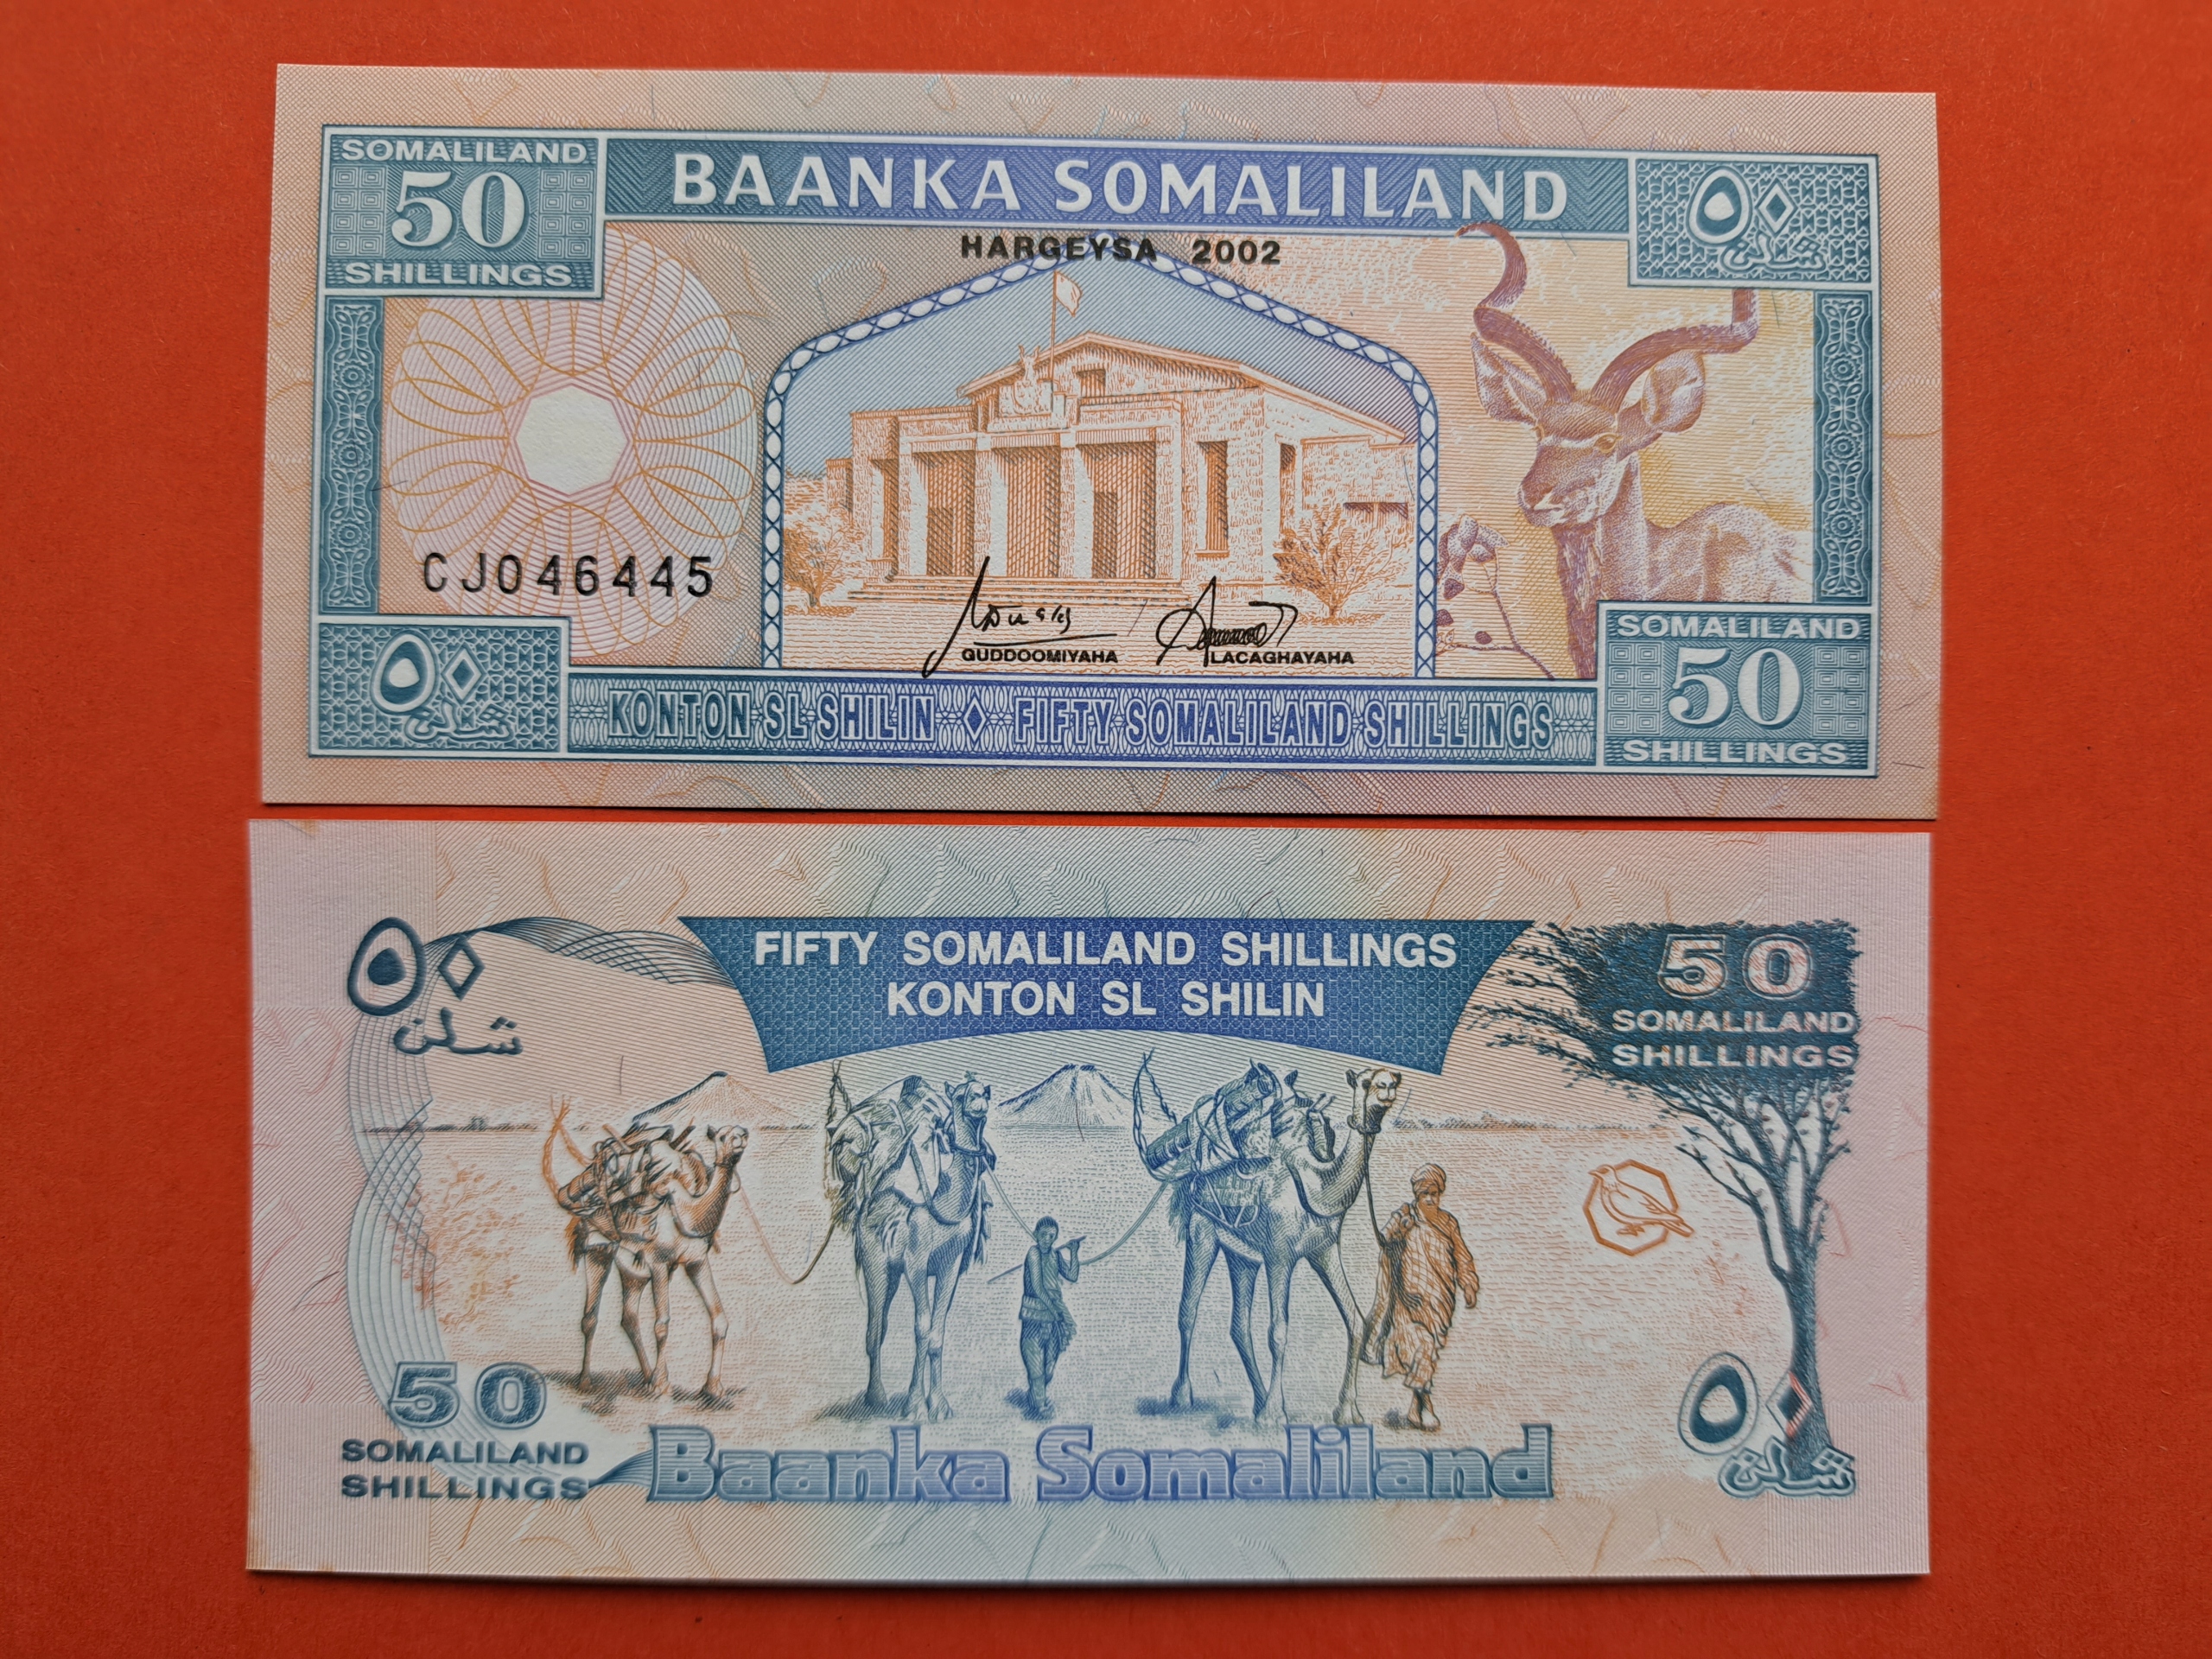 SOMALILAND
50
SHILLINGS
BAANKA SOMALILAND
٥٠
شلن
HARGEYSA 2002
CJ046445
GUDDOOMIYAHA
LACAGHAYAHA
٥٠
شلن
KONTON SL SHILIN ◊ FIFTY SOMALILAND SHILLINGS
SOMALILAND
50
SHILLINGS
٥٠
شلن
FIFTY SOMALILAND SHILLINGS
KONTON SL SHILIN
50
SOMALILAND
SHILLINGS
50
SOMALILAND
SHILLINGS
Baanka Somaliland
٥٠
شلن